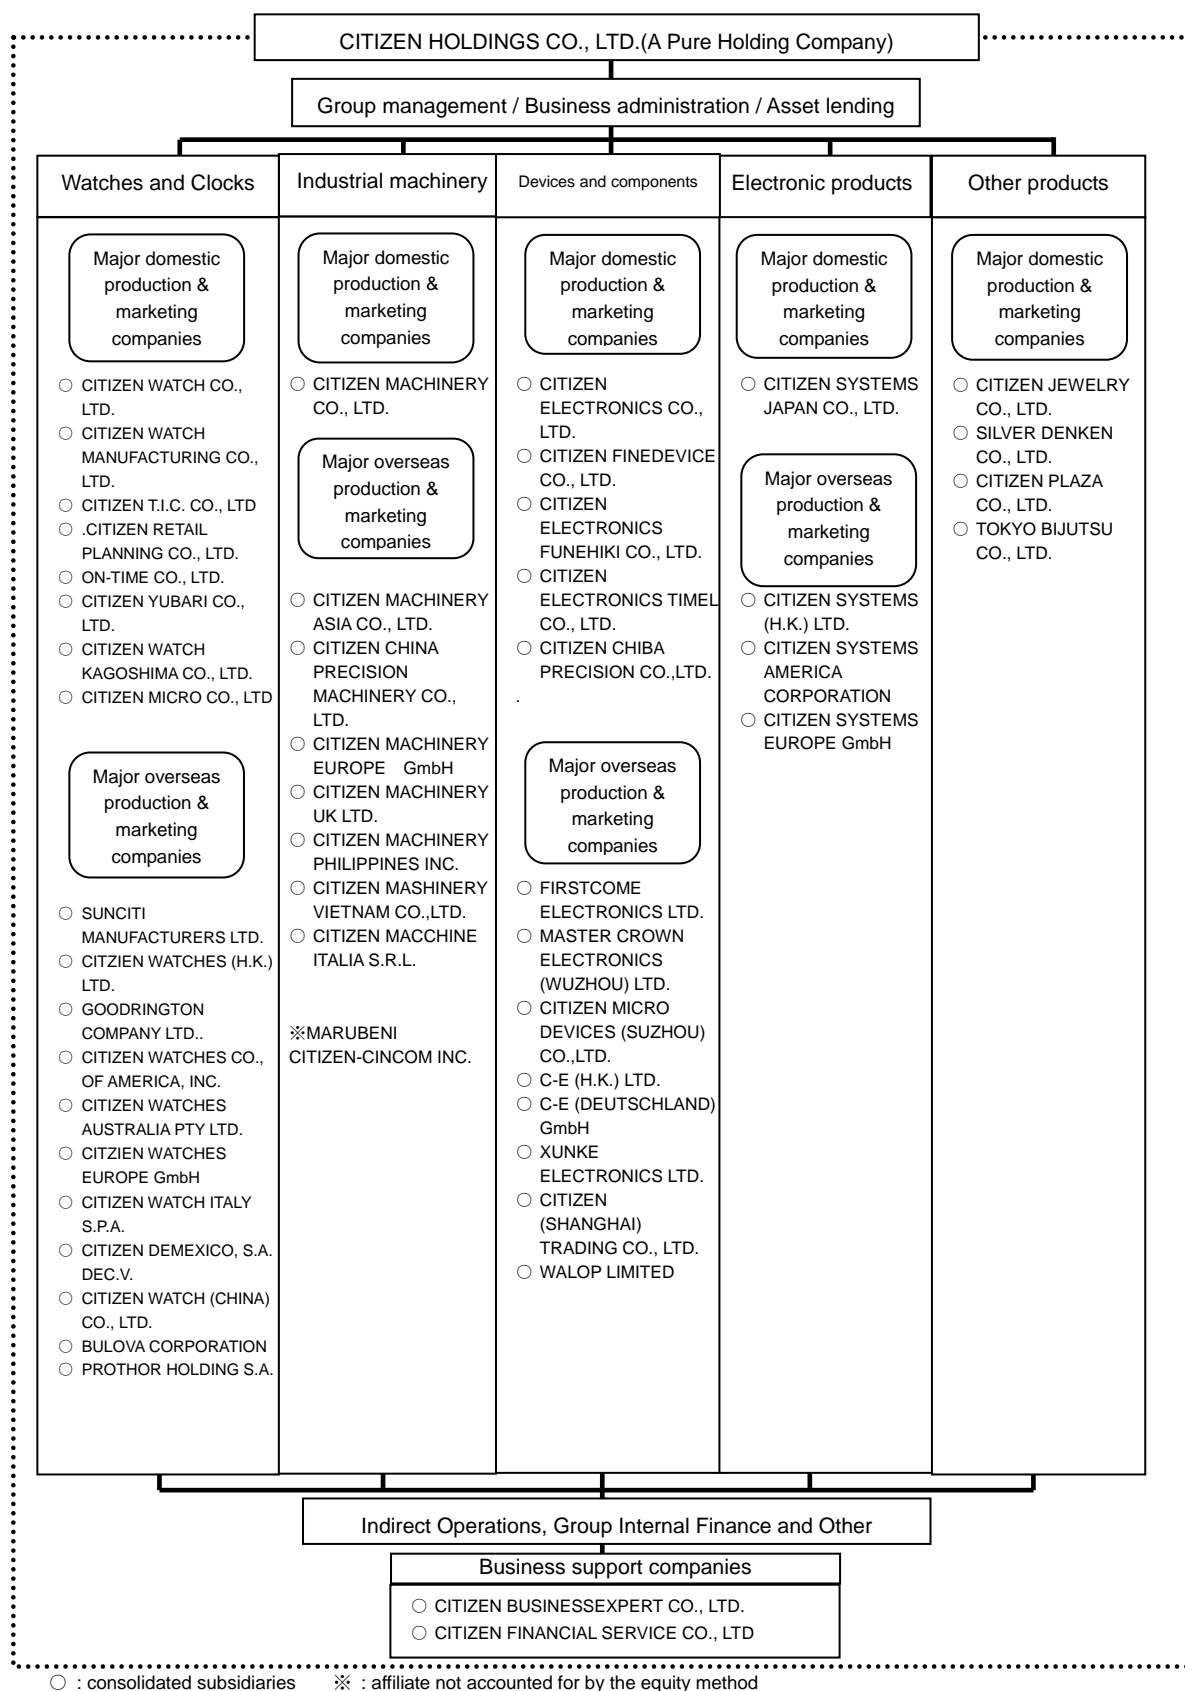 CITIZEN HOLDINGS CO., LTD.(A Pure Holding Company)
Group management / Business administration / Asset lending
Watches and Clocks
Major domestic
production &
marketing
companies
○ CITIZEN WATCH CO.,
LTD.
○ CITIZEN WATCH
MANUFACTURING CO.,
LTD.
○ CITIZEN T.I.C. CO., LTD
○ .CITIZEN RETAIL
PLANNING CO., LTD.
○ ON-TIME CO., LTD.
○ CITIZEN YUBARI CO.,
LTD.
○ CITIZEN WATCH
KAGOSHIMA CO., LTD.
○ CITIZEN MICRO CO., LTD
Major overseas
production &
marketing
companies
○ SUNCITI
MANUFACTURERS LTD.
○ CITZIEN WATCHES (H.K.)
LTD.
○ GOODRINGTON
COMPANY LTD..
○ CITIZEN WATCHES CO.,
OF AMERICA, INC.
○ CITIZEN WATCHES
AUSTRALIA PTY LTD.
○ CITZIEN WATCHES
EUROPE GmbH
○ CITIZEN WATCH ITALY
S.P.A.
○ CITIZEN DEMEXICO, S.A.
DEC.V.
○ CITIZEN WATCH (CHINA)
CO., LTD.
○ BULOVA CORPORATION
○ PROTHOR HOLDING S.A.
Industrial machinery
Major domestic
production &
marketing
companies
○ CITIZEN MACHINERY
CO., LTD.
Major overseas
production &
marketing
companies
○ CITIZEN MACHINERY
ASIA CO., LTD.
○ CITIZEN CHINA
PRECISION
MACHINERY CO.,
LTD.
○ CITIZEN MACHINERY
EUROPE GmbH
○ CITIZEN MACHINERY
UK LTD.
○ CITIZEN MACHINERY
PHILIPPINES INC.
○ CITIZEN MASHINERY
VIETNAM CO.,LTD.
○ CITIZEN MACCHINE
ITALIA S.R.L.
※MARUBENI
CITIZEN-CINCOM INC.
Devices and components
Major domestic
production &
marketing
companies
○ CITIZEN
ELECTRONICS CO.,
LTD.
○ CITIZEN FINEDEVICE
CO., LTD.
○ CITIZEN
ELECTRONICS
FUNEHIKI CO., LTD.
○ CITIZEN
ELECTRONICS TIMEL
CO., LTD.
○ CITIZEN CHIBA
PRECISION CO.,LTD.
.
Major overseas
production &
marketing
companies
○ FIRSTCOME
ELECTRONICS LTD.
○ MASTER CROWN
ELECTRONICS
(WUZHOU) LTD.
○ CITIZEN MICRO
DEVICES (SUZHOU)
CO.,LTD.
○ C-E (H.K.) LTD.
○ C-E (DEUTSCHLAND)
GmbH
○ XUNKE
ELECTRONICS LTD.
○ CITIZEN
(SHANGHAI)
TRADING CO., LTD.
○ WALOP LIMITED
Electronic products
Major domestic
production &
marketing
companies
○ CITIZEN SYSTEMS
JAPAN CO., LTD.
Major overseas
production &
marketing
companies
○ CITIZEN SYSTEMS
(H.K.) LTD.
○ CITIZEN SYSTEMS
AMERICA
CORPORATION
○ CITIZEN SYSTEMS
EUROPE GmbH
Other products
Major domestic
production &
marketing
companies
○ CITIZEN JEWELRY
CO., LTD.
○ SILVER DENKEN
CO., LTD.
○ CITIZEN PLAZA
CO., LTD.
○ TOKYO BIJUTSU
CO., LTD.
Indirect Operations, Group Internal Finance and Other
Business support companies
○ CITIZEN BUSINESSEXPERT CO., LTD.
○ CITIZEN FINANCIAL SERVICE CO., LTD
○ : consolidated subsidiaries ※ : affiliate not accounted for by the equity method